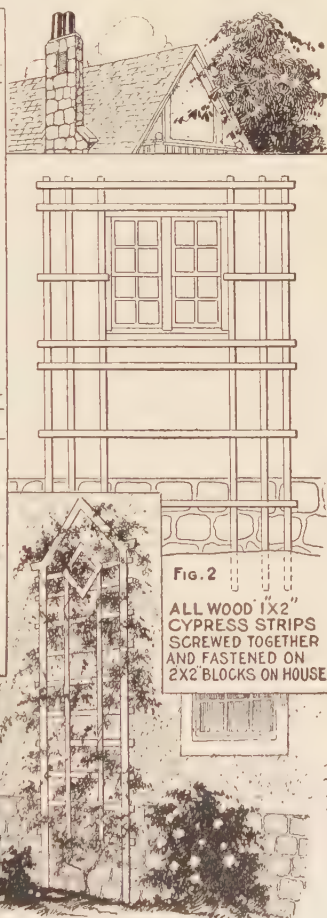 FIG. 2
ALL WOOD 1"X2"
CYPRESS STRIPS
SCREWED TOGETHER
AND FASTENED ON
2X2" BLOCKS ON HOUSE